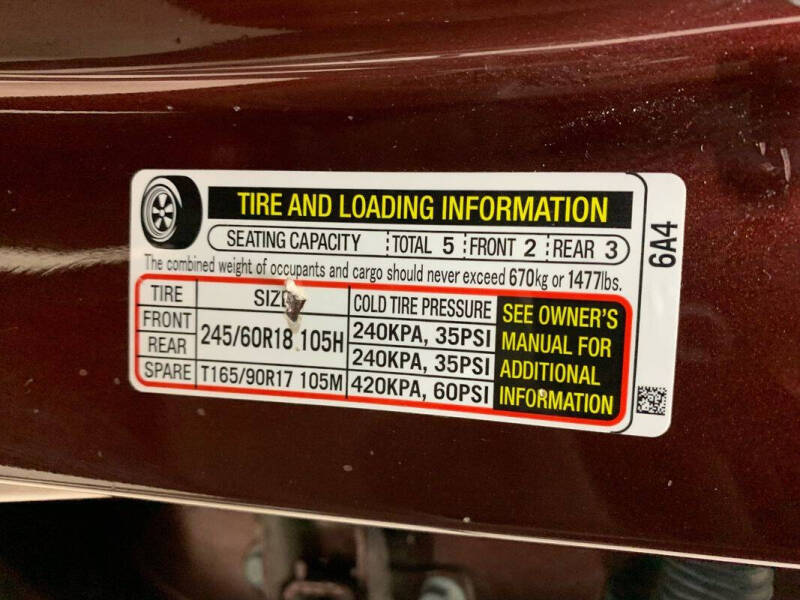 TIRE AND LOADING INFORMATION
SEATING CAPACITY TOTAL 5 FRONT 2 REAR 3
The combined weight of occupants and cargo should never exceed 670kg or 1477lbs.
TIRE SIZE COLD TIRE PRESSURE
FRONT 245/60R18 105H 240KPA, 35PSI
REAR 240KPA, 35PSI
SPARE T165/90R17 105M 420KPA, 60PSI
SEE OWNER'S
MANUAL FOR
ADDITIONAL
INFORMATION
6A4